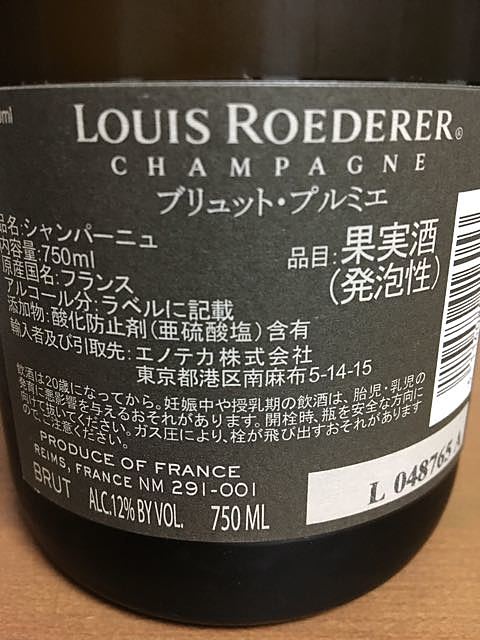 LOUIS ROEDERER®
CHAMPAGNE
ブリュット・プルミエ
品名:シャンパーニュ
内容量:750ml
原産国名:フランス
アルコール分:ラベルに記載
添加物:酸化防止剤(亜硫酸塩)含有
輸入者及び引取先:エノテカ株式会社
東京都港区南麻布5-14-15
品目:果実酒
(発泡性)
飲酒は20歳になってから。妊娠中や授乳期の飲酒は、胎児・乳児の
発育に悪影響を与えるおそれがあります。開栓時、瓶を安全な方向に
向けて抜いてください。ガス圧により、栓が飛び出すおそれがあります
のでご注意ください。
PRODUCE OF FRANCE
REIMS, FRANCE NM 291-001
BRUT ALC.12% BY VOL. 750 ML
L 048765 A